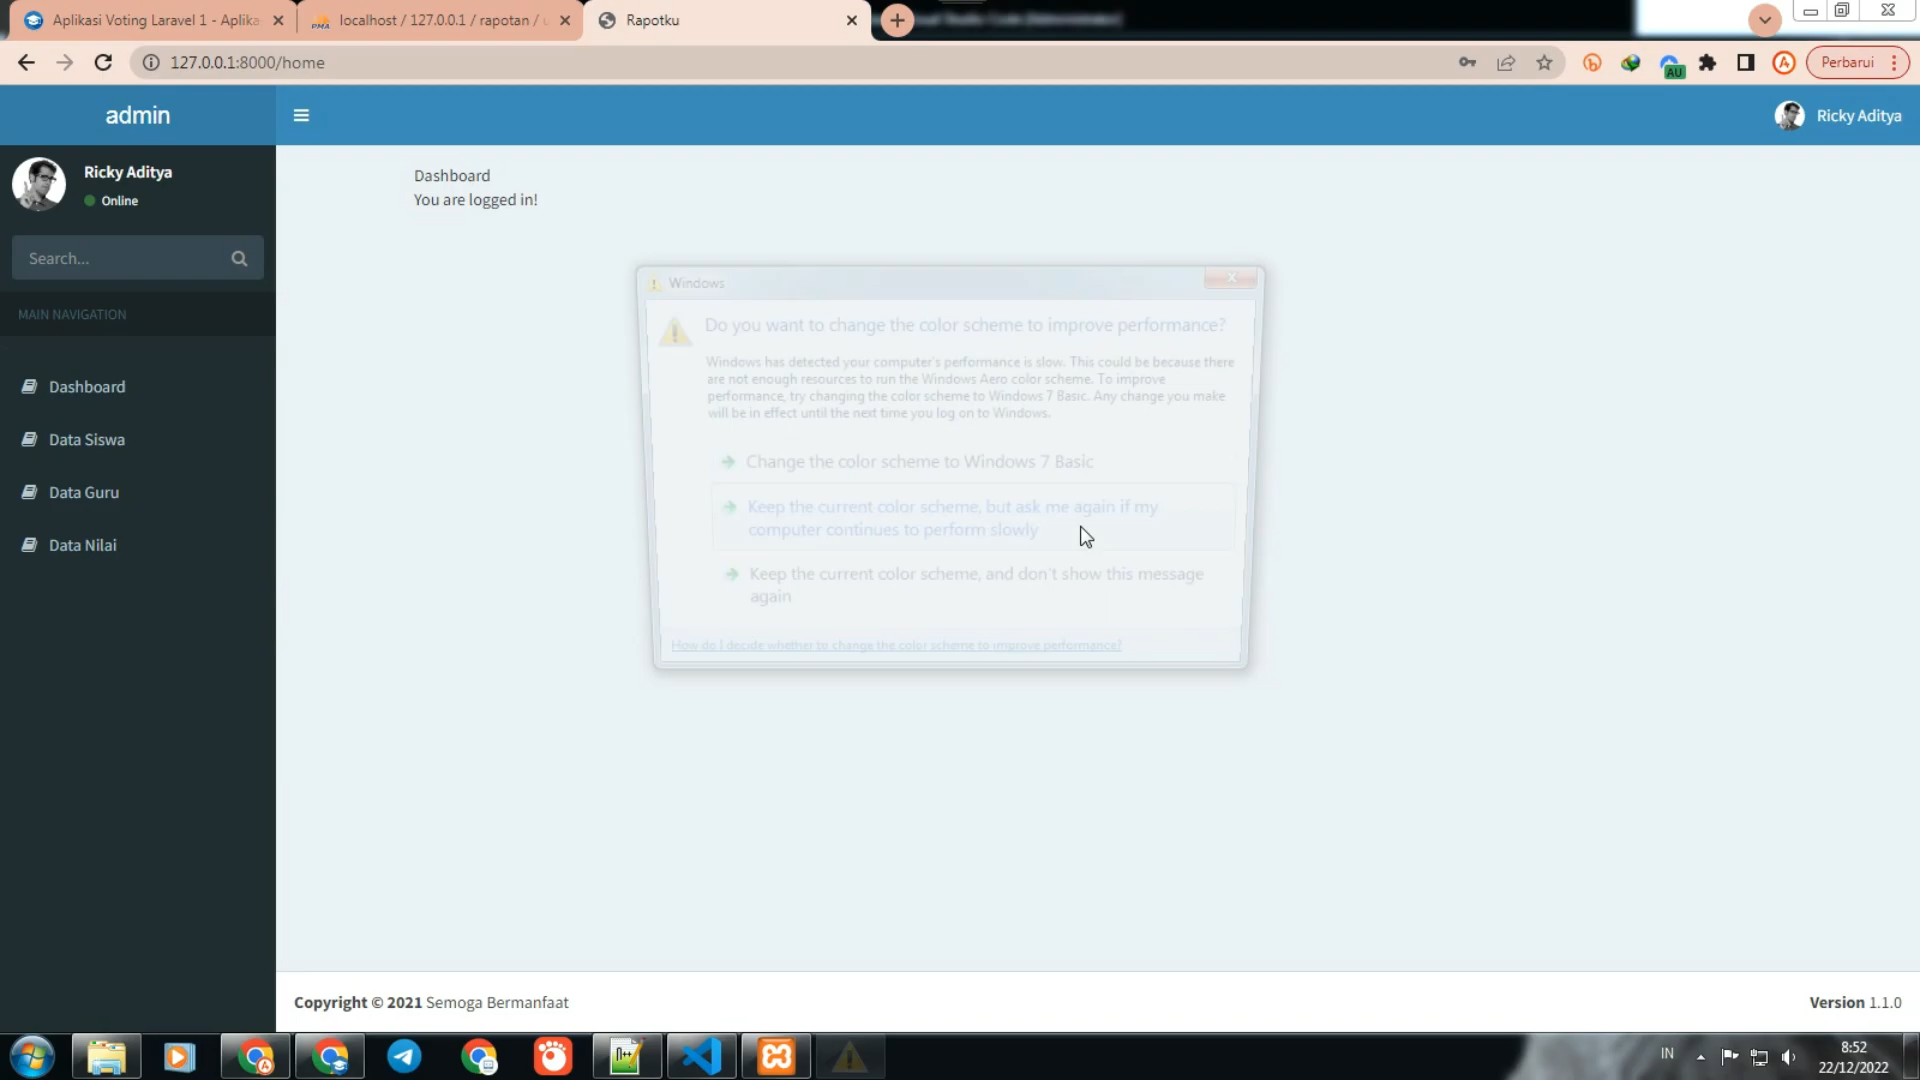 Aplikasi Voting Laravel 1 - Aplika
localhost / 127.0.0.1 / rapotan / u
Rapotku
127.0.0.1:8000/home
AU
Perbarui
admin
Ricky Aditya
Ricky Aditya
Online
Search...
MAIN NAVIGATION
Dashboard
Data Siswa
Data Guru
Data Nilai
Dashboard
You are logged in!
Windows
Do you want to change the color scheme to improve performance?
Windows has detected your computer's performance is slow. This could be because there
are not enough resources to run the Windows Aero color scheme. To improve
performance, try changing the color scheme to Windows 7 Basic. Any change you make
will be in effect until the next time you log on to Windows.
Change the color scheme to Windows 7 Basic
Keep the current color scheme, but ask me again if my
computer continues to perform slowly
Keep the current color scheme, and don't show this message
again
How do I decide whether to change the color scheme to improve performance?
Copyright © 2021 Semoga Bermanfaat
Version 1.1.0
IN
8:52
22/12/2022